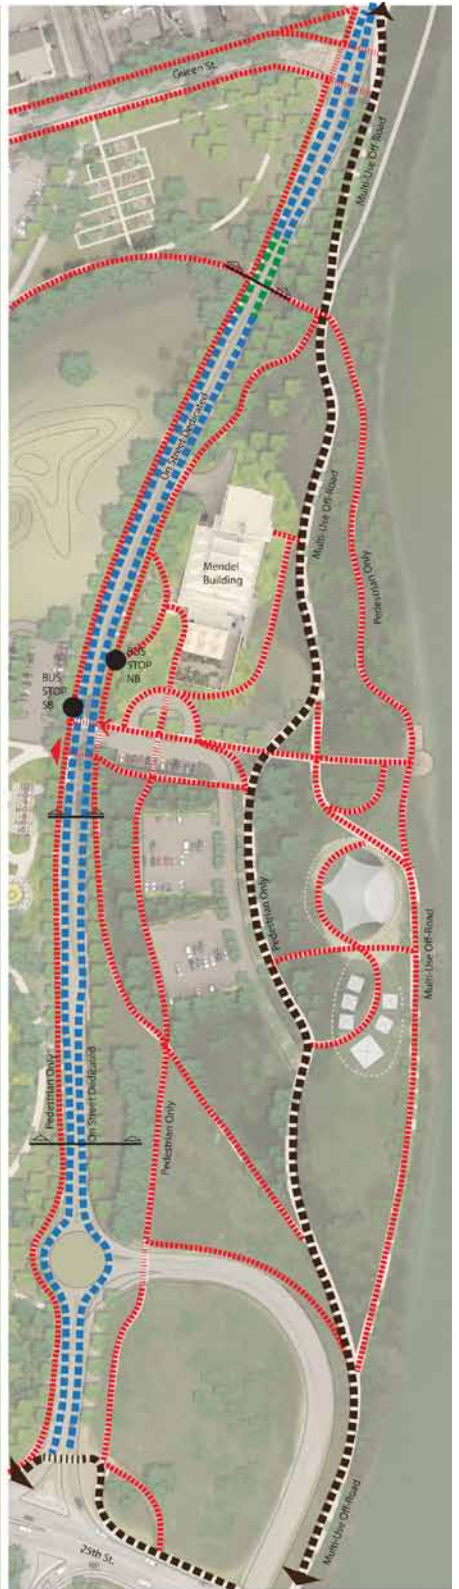 Queen St.
Multi-Use Off-Road
On Street Dedicated
Multi-Use Off-Road
Mendel
Building
Pedestrian Only
BUS
STOP
NB
BUS
STOP
SB
Pedestrian Only
Multi-Use Off-Road
Pedestrian Only
On Street Dedicated
Pedestrian Only
Multi-Use Off-Road
25th St.